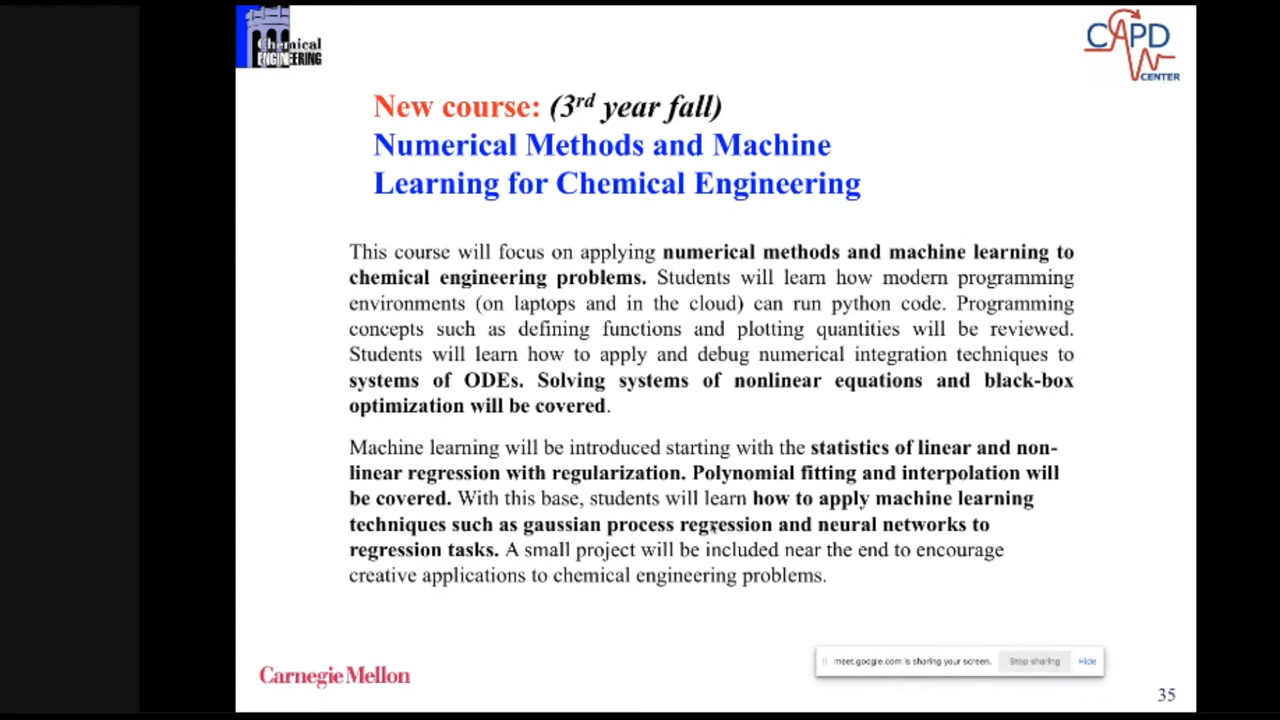 Chemical
ENGINEERING
CAPD
CENTER
New course: (3rd year fall)
Numerical Methods and Machine
Learning for Chemical Engineering
This course will focus on applying numerical methods and machine learning to
chemical engineering problems. Students will learn how modern programming
environments (on laptops and in the cloud) can run python code. Programming
concepts such as defining functions and plotting quantities will be reviewed.
Students will learn how to apply and debug numerical integration techniques to
systems of ODEs. Solving systems of nonlinear equations and black-box
optimization will be covered.
Machine learning will be introduced starting with the statistics of linear and non-
linear regression with regularization. Polynomial fitting and interpolation will
be covered. With this base, students will learn how to apply machine learning
techniques such as gaussian process regression and neural networks to
regression tasks. A small project will be included near the end to encourage
creative applications to chemical engineering problems.
meet.google.com is sharing your screen. Stop sharing Hide
Carnegie Mellon
35